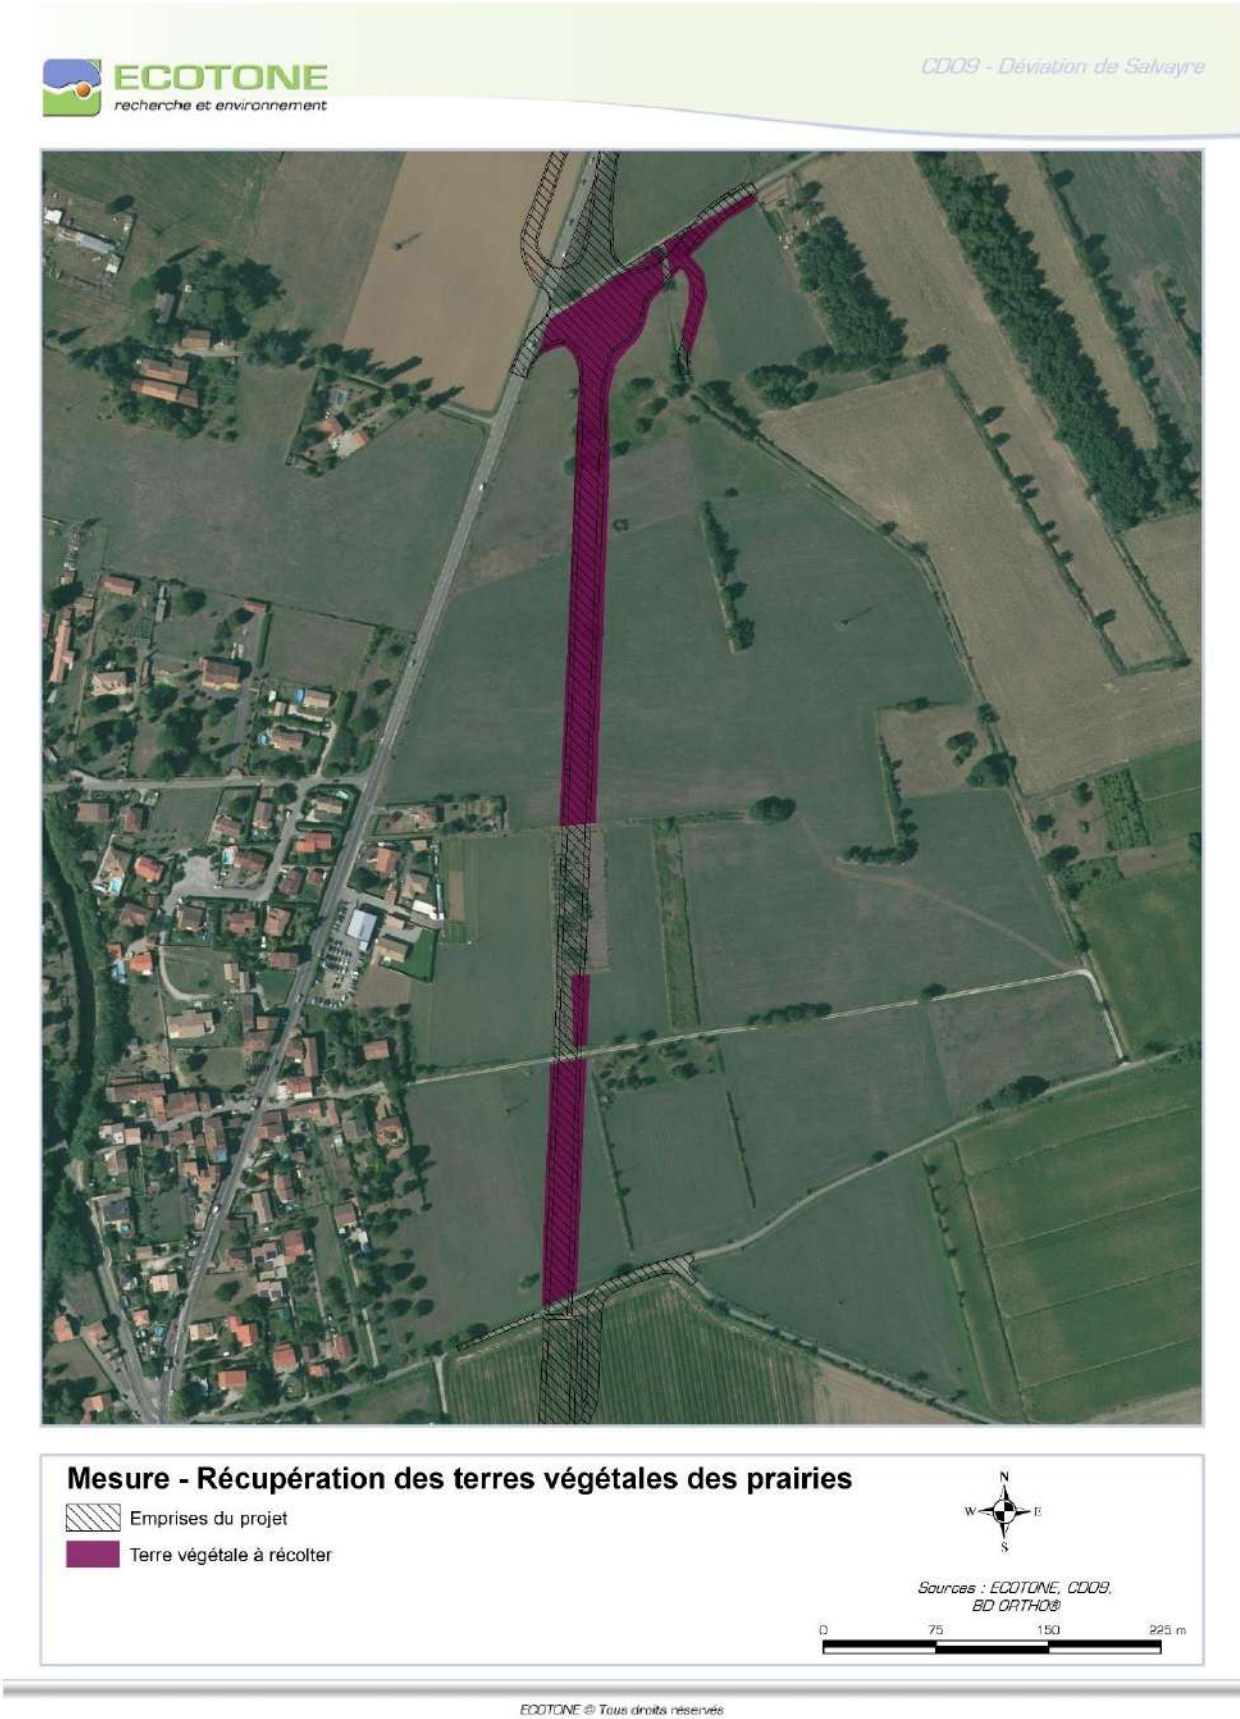 ECOTONE
recherche et environnement
CD09 - Déviation de Salvayre
Mesure - Récupération des terres végétales des prairies
Emprises du projet
Terre végétale à récolter
N
W E
S
Sources : ECOTONE, CD09,
BD ORTHO®
0 75 150 225 m
ECOTONE © Tous droits réservés